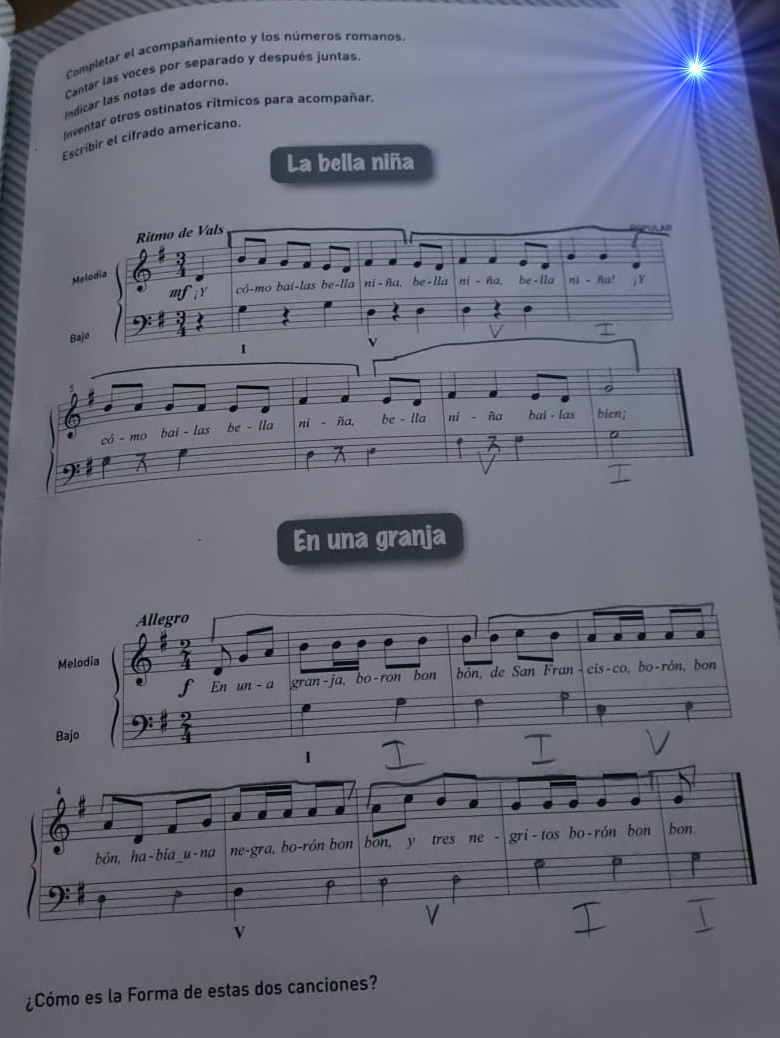 Completar el acompañamiento y los números romanos.
Cantar las voces por separado y después juntas.
Indicar las notas de adorno.
Inventar otros ostinatos rítmicos para acompañar.
Escribir el cifrado americano.
La bella niña
Ritmo de Vals
POPULAR
Melodía
mf ¡Y có-mo bai-las be-lla ni-ña, be-lla ni-ña, be-lla ni-ña! ¡Y
Bajo
I V V I
5
có-mo bai-las be-lla ni-ña, be-lla ni-ña bai-las bien;
V I
En una granja
Allegro
Melodía
f En un-a gran-ja, bo-ron bon bón, de San Fran-cis-co, bo-rón, bon
Bajo
I I I V
4
bón, ha-bia_u-na ne-gra, bo-rón bon bon, y tres ne-gri-tos bo-rón bon bon.
V V I I
¿Cómo es la Forma de estas dos canciones?